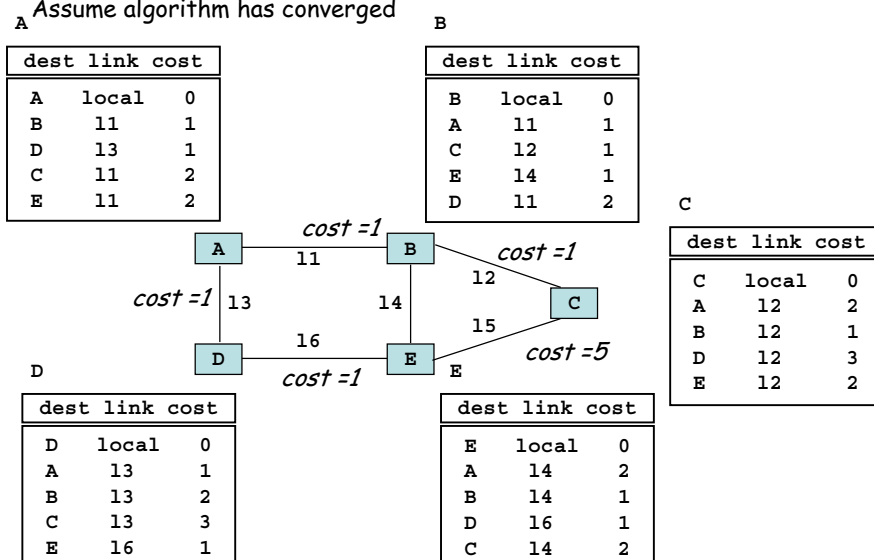 Assume algorithm has converged
A
dest link cost
A local 0
B l1 1
D l3 1
C l1 2
E l1 2
B
dest link cost
B local 0
A l1 1
C l2 1
E l4 1
D l1 2
C
dest link cost
C local 0
A l2 2
B l2 1
D l2 3
E l2 2
A
cost =1
l1
B
cost =1
l2
C
cost =1
l3
l4
l5
cost =5
D
l6
cost =1
E
D
dest link cost
D local 0
A l3 1
B l3 2
C l3 3
E l6 1
E
dest link cost
E local 0
A l4 2
B l4 1
D l6 1
C l4 2